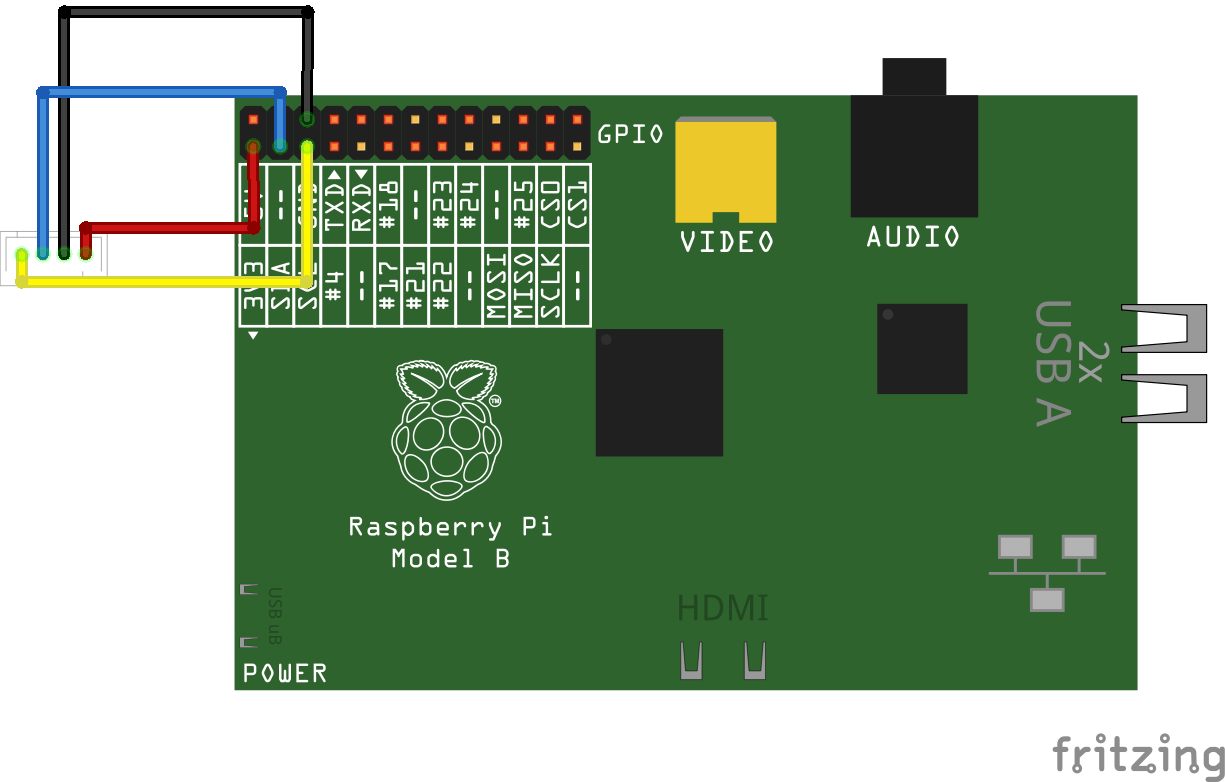 GPIO
5V -- GND TXD RXD #18 -- #23 #24 -- #25 CS0 CS1
3V3 SDA SCL #4 -- #17 #21 #22 -- MOSI MISO SCLK --
VIDEO
AUDIO
2x
USB A
TM
Raspberry Pi
Model B
USB uB
POWER
HDMI
fritzing